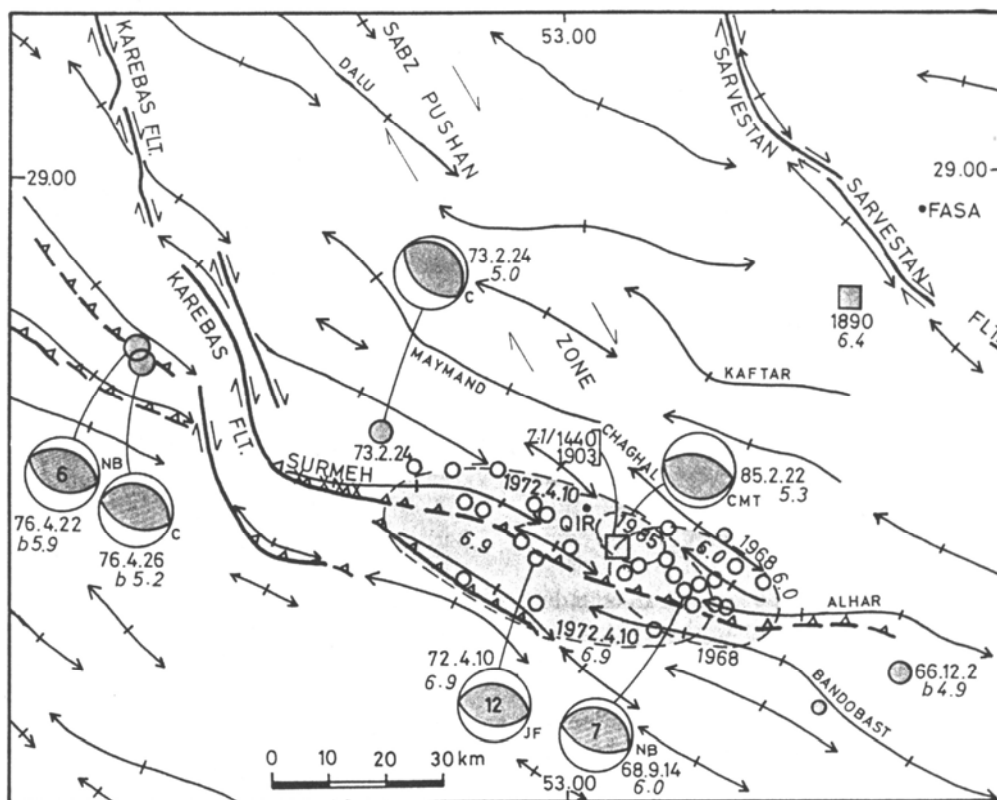 KAREBAS FLT.
SABZ PUSHAN
DALU
53.00
SARVESTAN
29.00
29.00
SARVESTAN
FASA
FLT.
KAREBAS
FLT.
73.2.24
5.0
C
ZONE
1890
6.4
MAYMAND
KAFTAR
73.2.24
7.1/1440
1903
CHAGHAL
85.2.22
5.3
CMT
SURMEH
1972.4.10
QIR
1985
6.0
1968
6.0
6.9
6
NB
76.4.22
b5.9
C
76.4.26
b5.2
ALHAR
7
1972.4.10
6.9
1968
66.12.2
b4.9
BANDOBAST
72.4.10
6.9
12
JF
7
NB
68.9.14
6.0
0 10 20 30 km
53.00